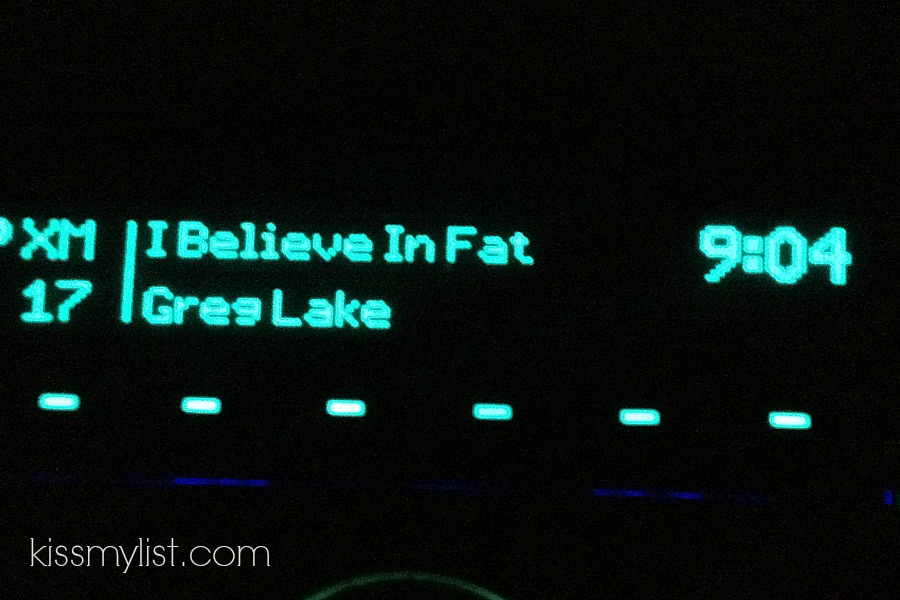 XM
17
I Believe In Fat
Greg Lake
9:04
kissmylist.com